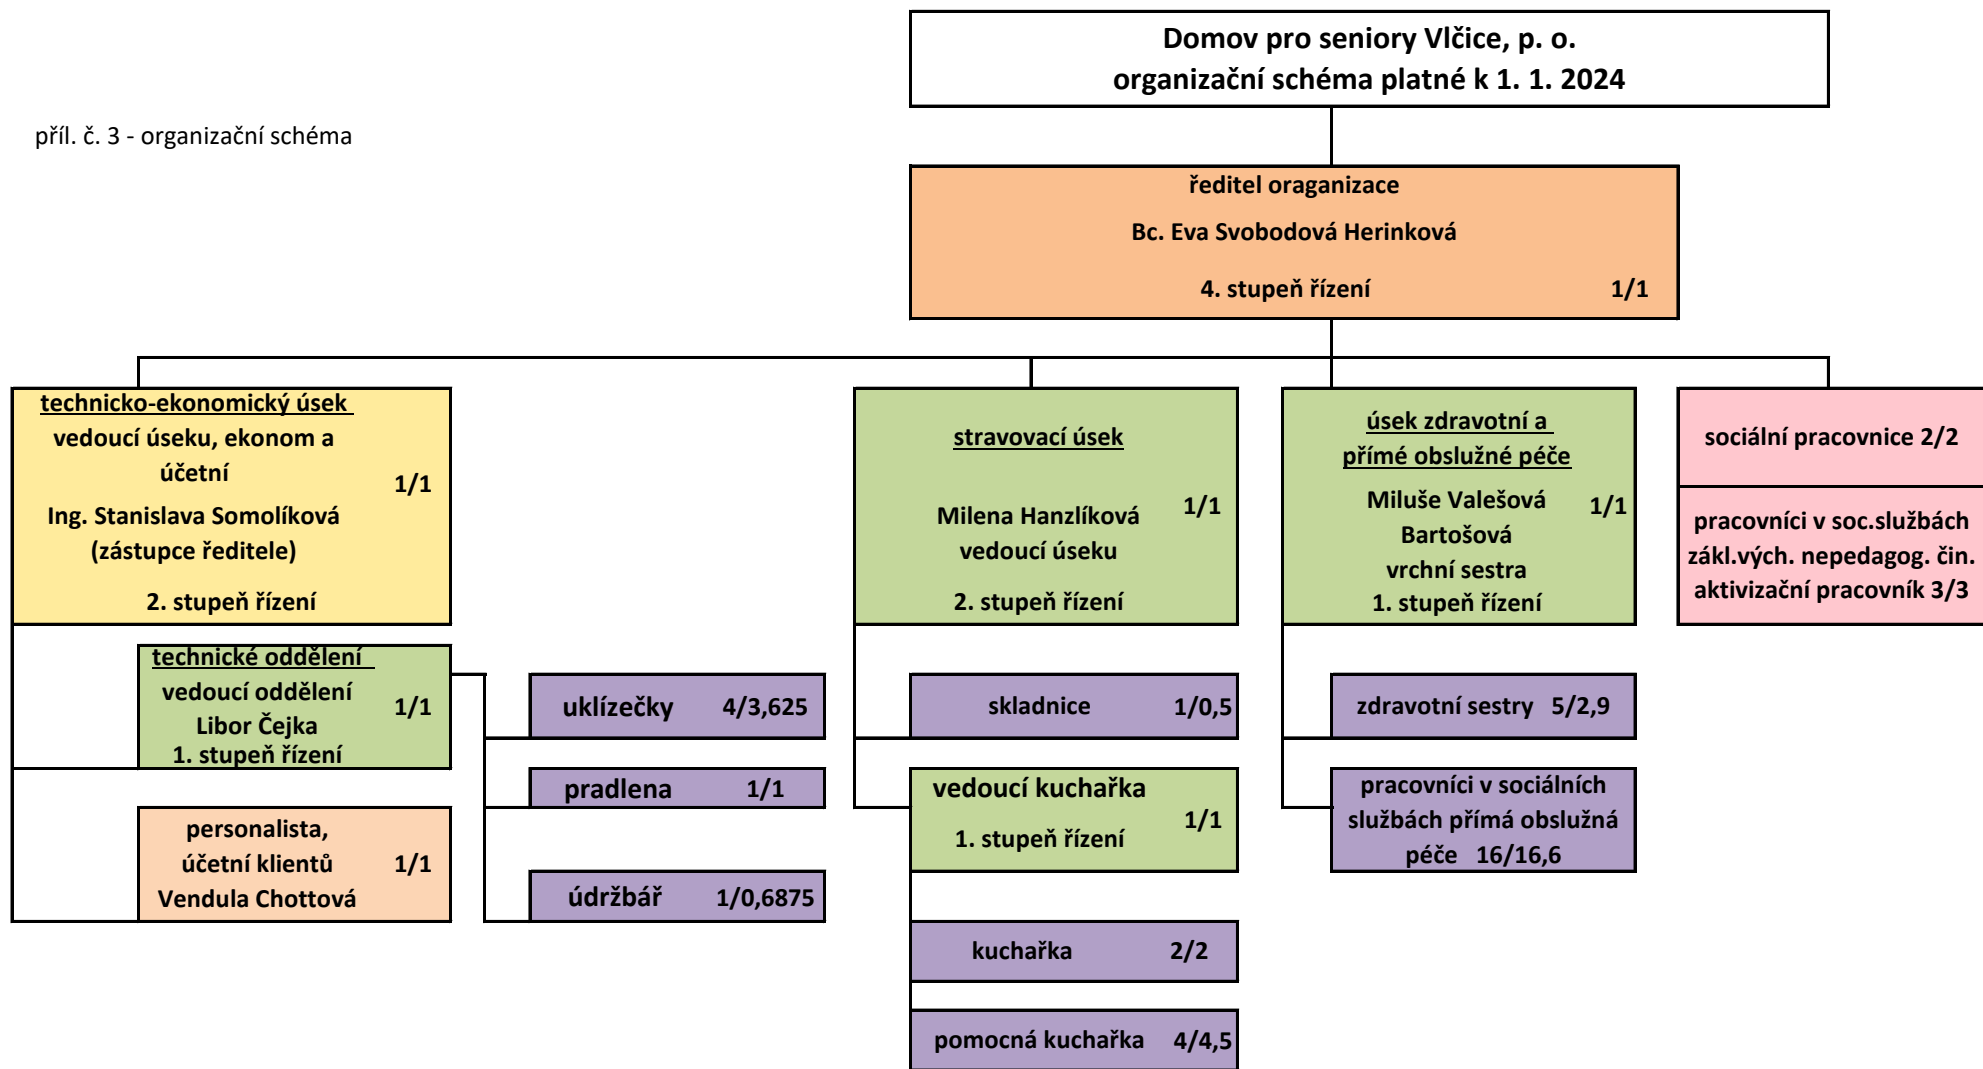 Domov pro seniory Vlčice, p. o.
organizační schéma platné k 1. 1. 2024
příl. č. 3 - organizační schéma
ředitel oraganizace
Bc. Eva Svobodová Herinková
4. stupeň řízení 1/1
technicko-ekonomický úsek
vedoucí úseku, ekonom a
účetní
1/1
Ing. Stanislava Somolíková
(zástupce ředitele)
2. stupeň řízení
stravovací úsek
1/1
Milena Hanzlíková
vedoucí úseku
2. stupeň řízení
úsek zdravotní a
přímé obslužné péče
Miluše Valešová
1/1
Bartošová
vrchní sestra
1. stupeň řízení
sociální pracovnice 2/2
pracovníci v soc.službách
zákl.vých. nepedagog. čin.
aktivizační pracovník 3/3
technické oddělení
vedoucí oddělení
1/1
Libor Čejka
1. stupeň řízení
personalista,
účetní klientů 1/1
Vendula Chottová
uklízečky 4/3,625
pradlena 1/1
údržbář 1/0,6875
skladnice 1/0,5
vedoucí kuchařka
1/1
1. stupeň řízení
kuchařka 2/2
pomocná kuchařka 4/4,5
zdravotní sestry 5/2,9
pracovníci v sociálních
službách přímá obslužná
péče 16/16,6